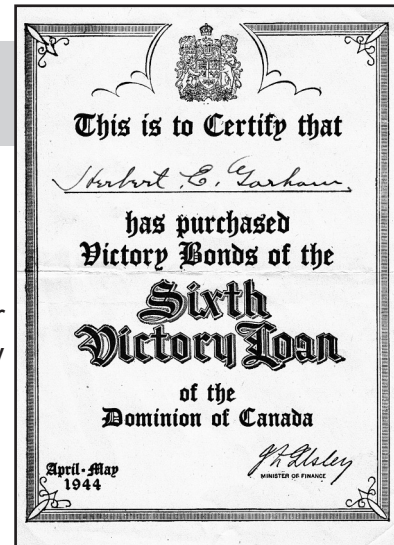 This is to Certify that
Herbert E. Gorham
has purchased
Victory Bonds of the
Sixth
Victory Loan
of the
Dominion of Canada
April-May
1944
J L Ilsley
MINISTER OF FINANCE